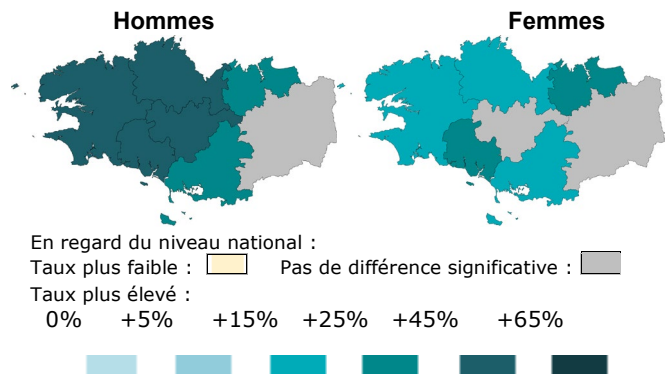 Hommes Femmes
En regard du niveau national :
Taux plus faible : Pas de différence significative :
Taux plus élevé :
0% +5% +15% +25% +45% +65%